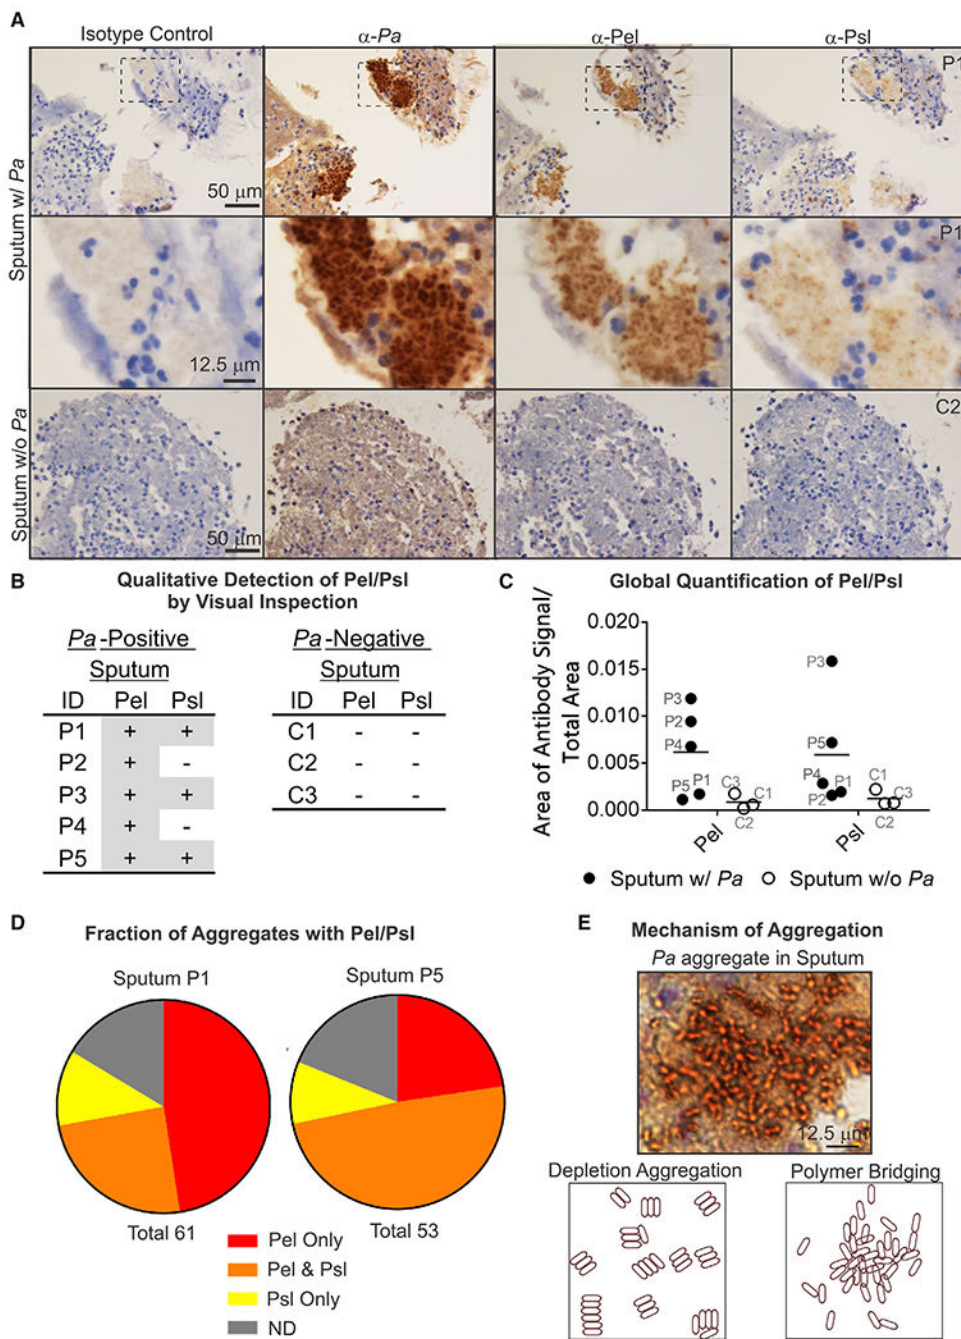 A
Isotype Control
α-Pa
α-Pel
α-Psl
Sputum w/ Pa
P1
50 μm
P1
12.5 μm
Sputum w/o Pa
C2
50 μm
B
Qualitative Detection of Pel/Psl
by Visual Inspection
Pa-Positive
Sputum
ID Pel Psl
P1 + +
P2 + -
P3 + +
P4 + -
P5 + +
Pa-Negative
Sputum
ID Pel Psl
C1 - -
C2 - -
C3 - -
C
Global Quantification of Pel/Psl
Area of Antibody Signal/
Total Area
0.020
0.015
0.010
0.005
0.000
P3
P2
P4
P5
P1
C3
C1
C2
P3
P5
P4
P1
P2
C1
C3
C2
Pel
Psl
● Sputum w/ Pa ○ Sputum w/o Pa
D
Fraction of Aggregates with Pel/Psl
Sputum P1
Sputum P5
Total 61
Total 53
Pel Only
Pel & Psl
Psl Only
ND
E
Mechanism of Aggregation
Pa aggregate in Sputum
12.5 μm
Depletion Aggregation
Polymer Bridging